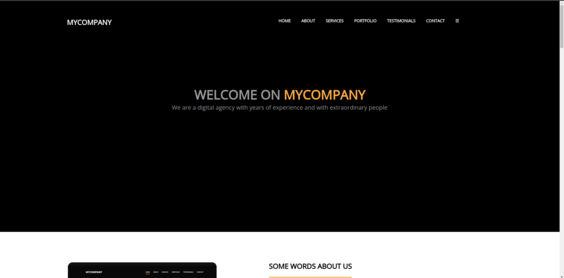 MYCOMPANY
HOME ABOUT SERVICES PORTFOLIO TESTIMONIALS CONTACT
WELCOME ON MYCOMPANY
We are a digital agency with years of experience and with extraordinary people
MYCOMPANY
SOME WORDS ABOUT US